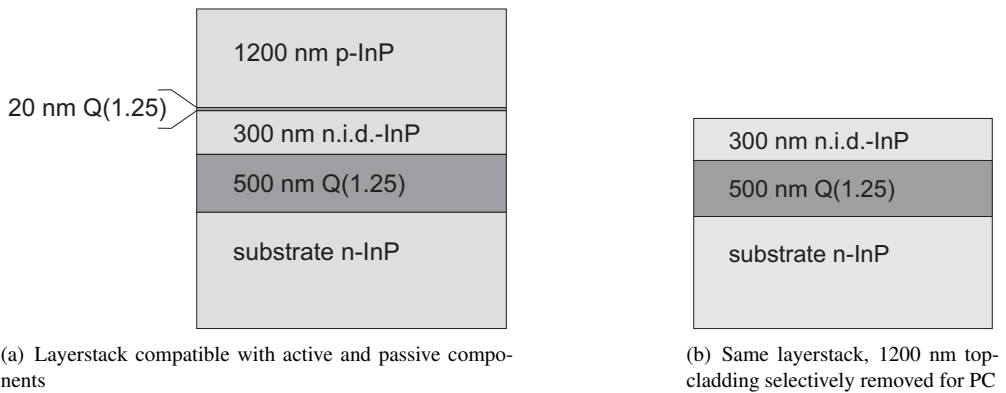 1200 nm p-InP
20 nm Q(1.25)
300 nm n.i.d.-InP
500 nm Q(1.25)
substrate n-InP
300 nm n.i.d.-InP
500 nm Q(1.25)
substrate n-InP
(a) Layerstack compatible with active and passive compo-
nents
(b) Same layerstack, 1200 nm top-
cladding selectively removed for PC